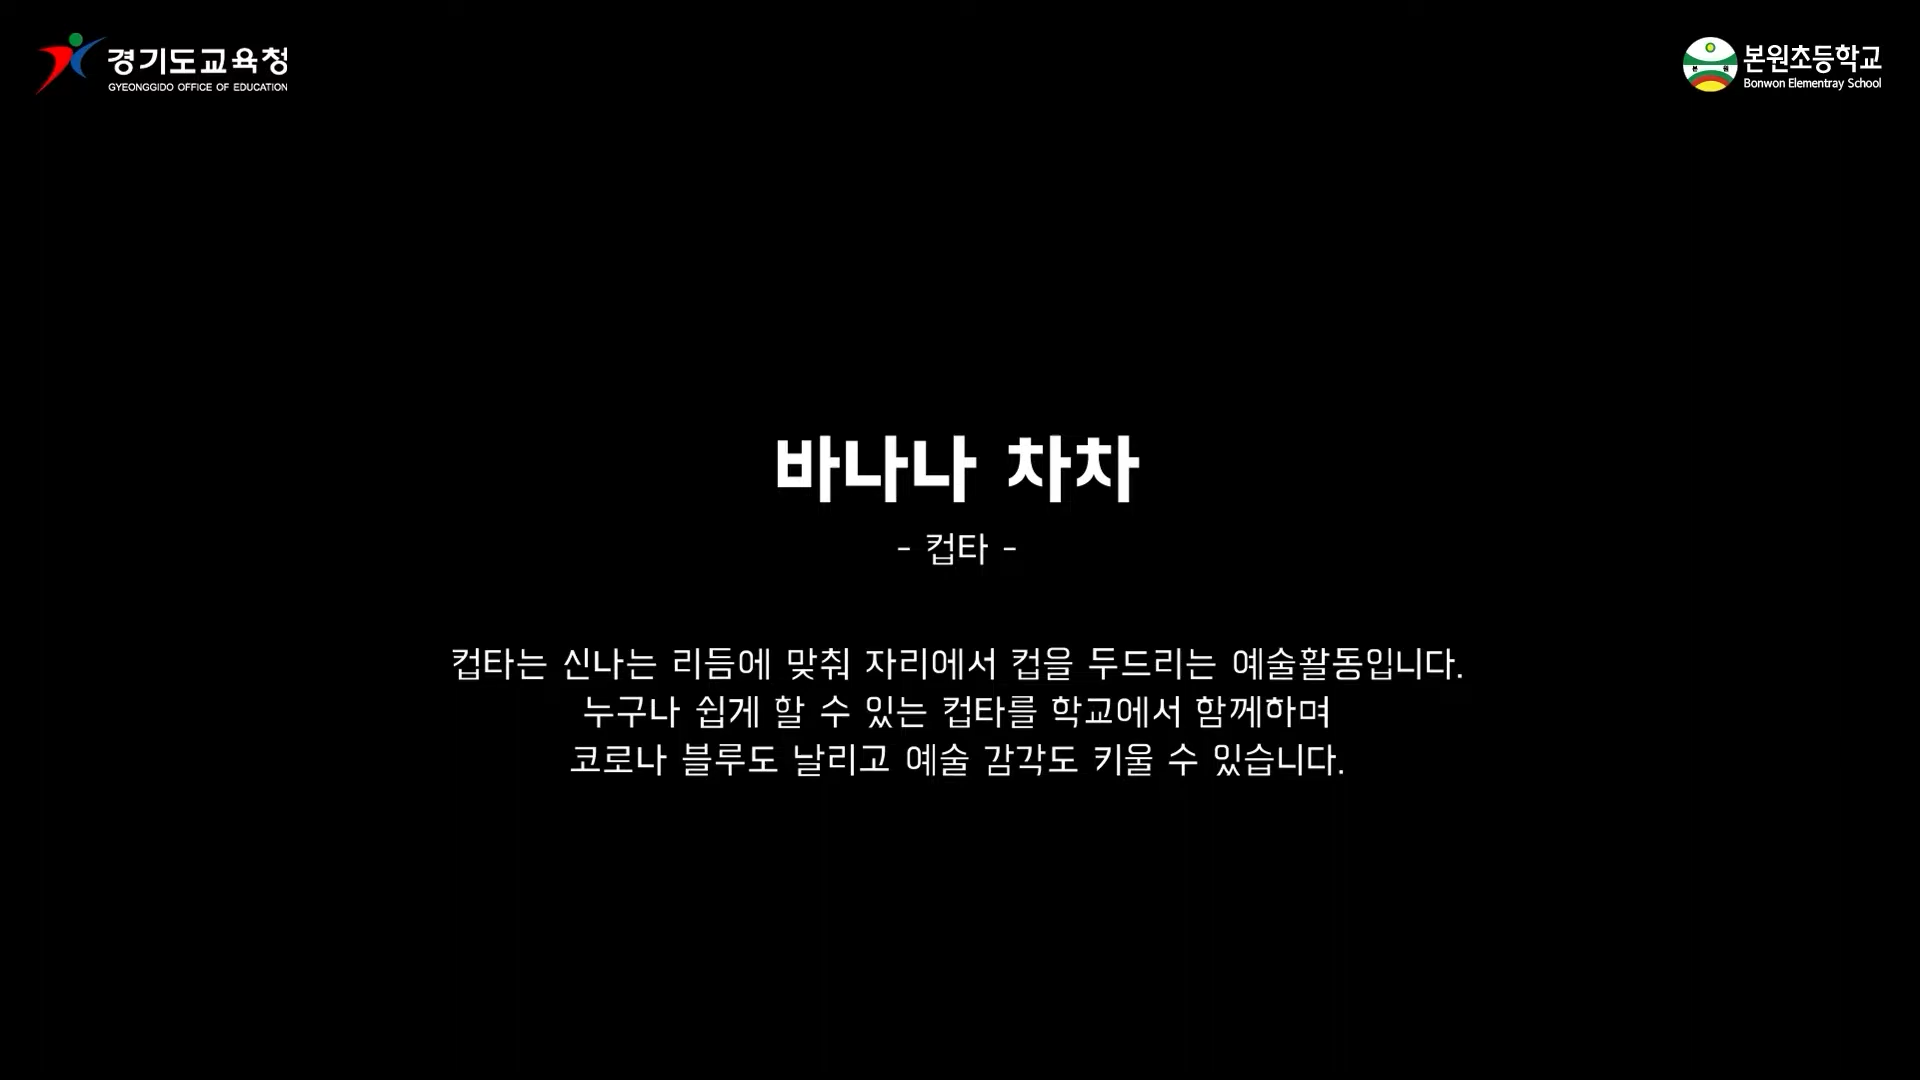 경기도교육청
GYEONGGIDO OFFICE OF EDUCATION
본원초등학교
Bonwon Elementray School
본 원
바나나 차차
- 컵타 -
컵타는 신나는 리듬에 맞춰 자리에서 컵을 두드리는 예술활동입니다.
누구나 쉽게 할 수 있는 컵타를 학교에서 함께하며
코로나 블루도 날리고 예술 감각도 키울 수 있습니다.